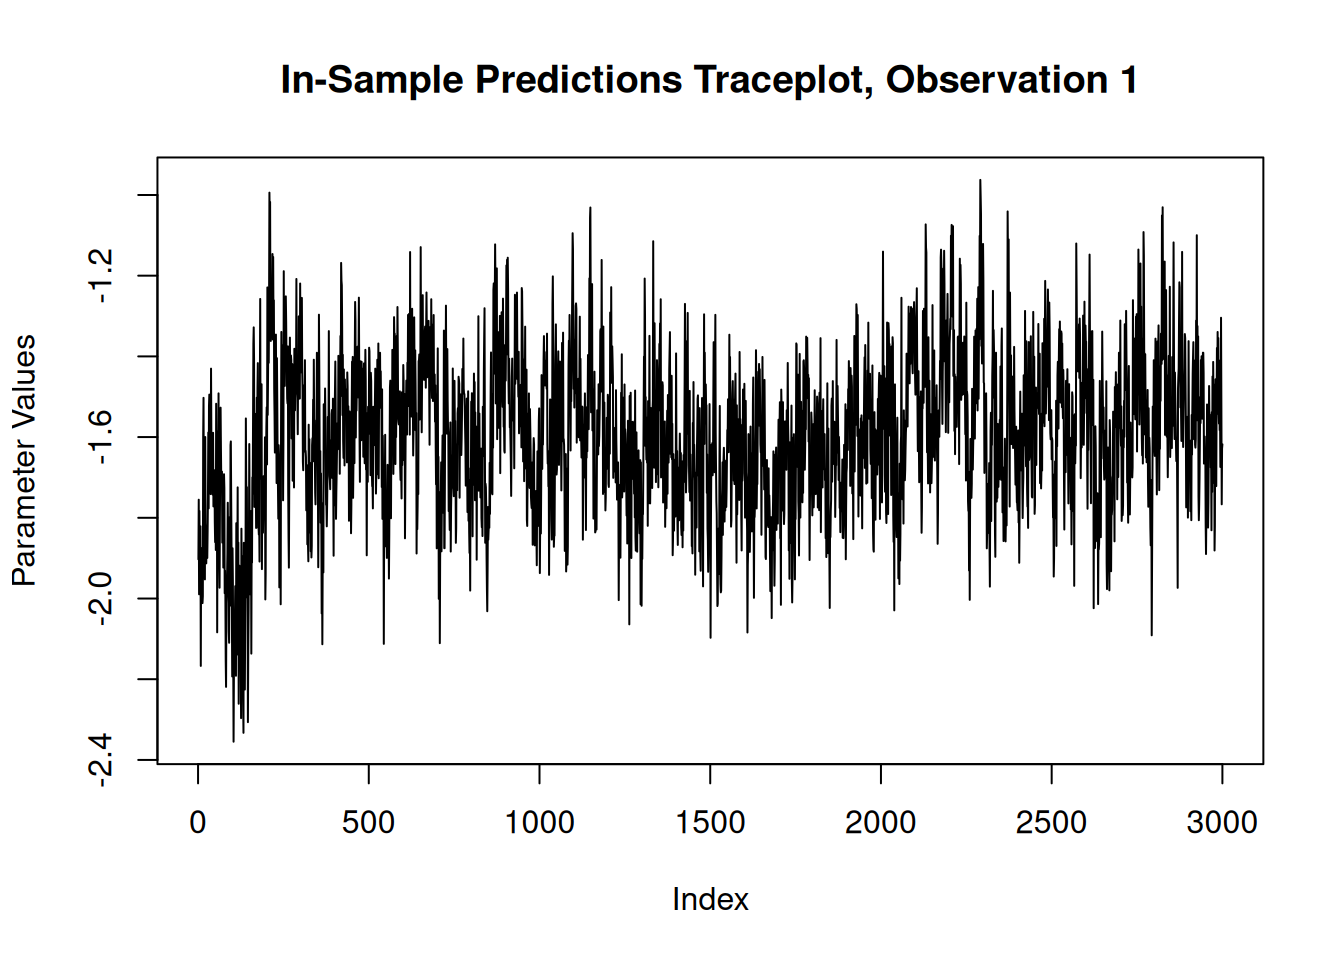 In-Sample Predictions Traceplot, Observation 1
Parameter Values
-1.2
-1.6
-2.0
-2.4
0 500 1000 1500 2000 2500 3000
Index